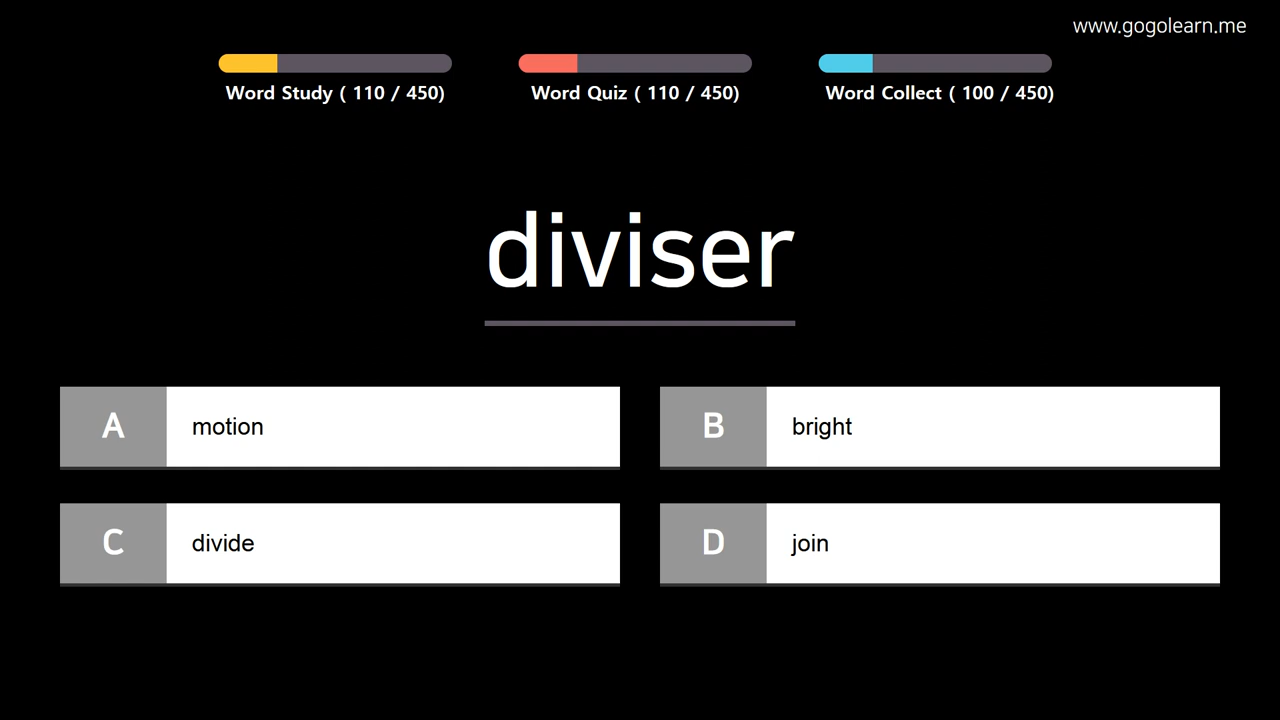 www.gogolearn.me
Word Study ( 110 / 450)
Word Quiz ( 110 / 450)
Word Collect ( 100 / 450)
diviser
A
motion
B
bright
C
divide
D
join